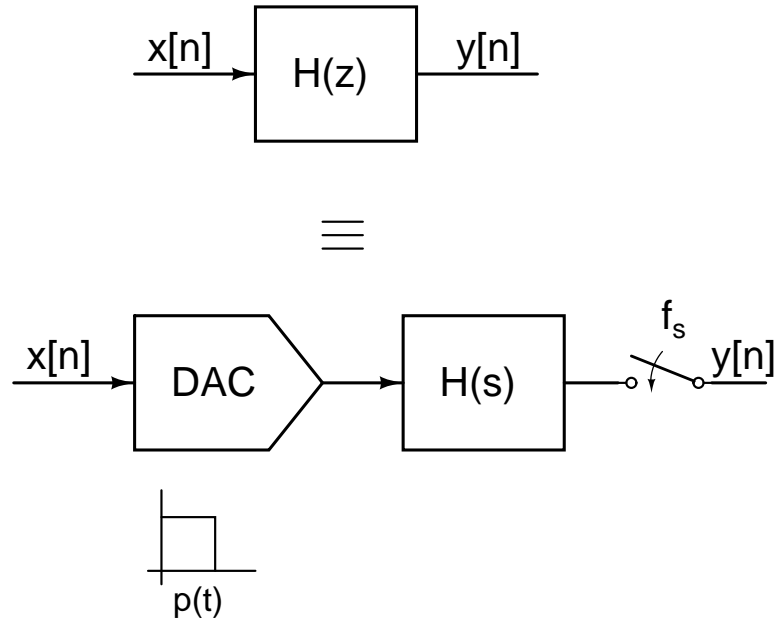 x[n] H(z) y[n]
≡
f_s
x[n] DAC H(s) y[n]
p(t)